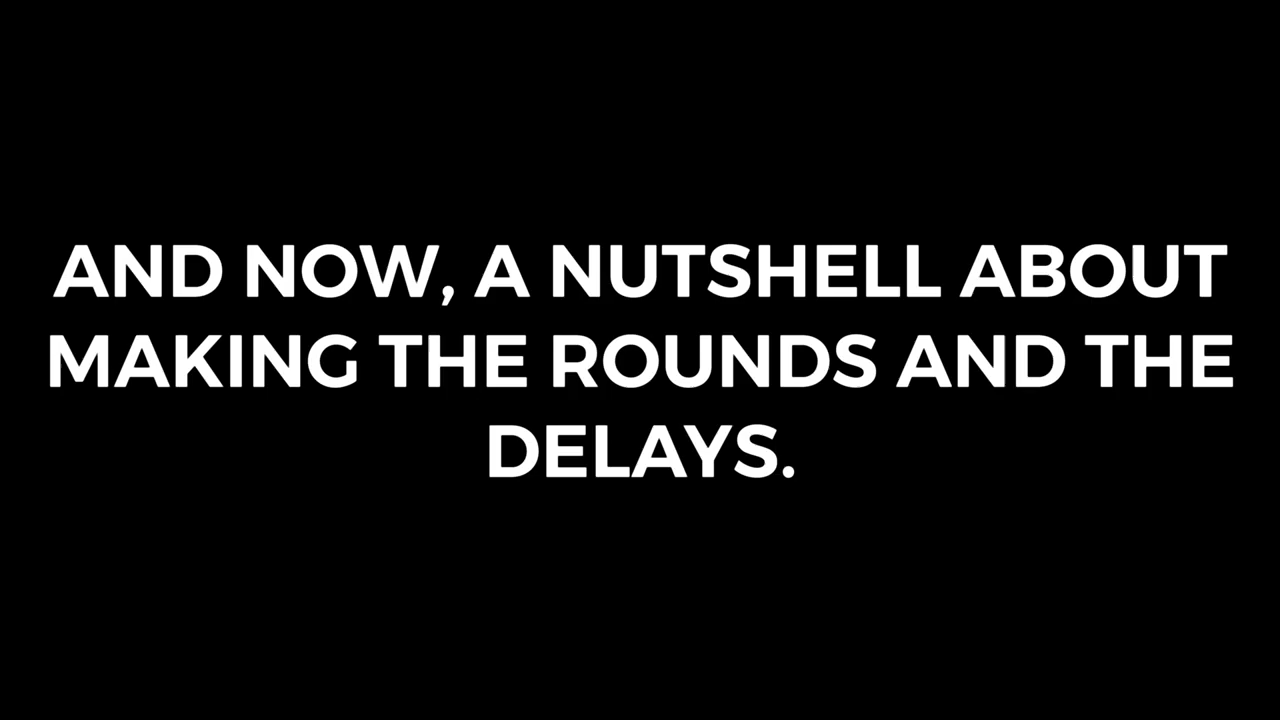 AND NOW, A NUTSHELL ABOUT
MAKING THE ROUNDS AND THE
DELAYS.